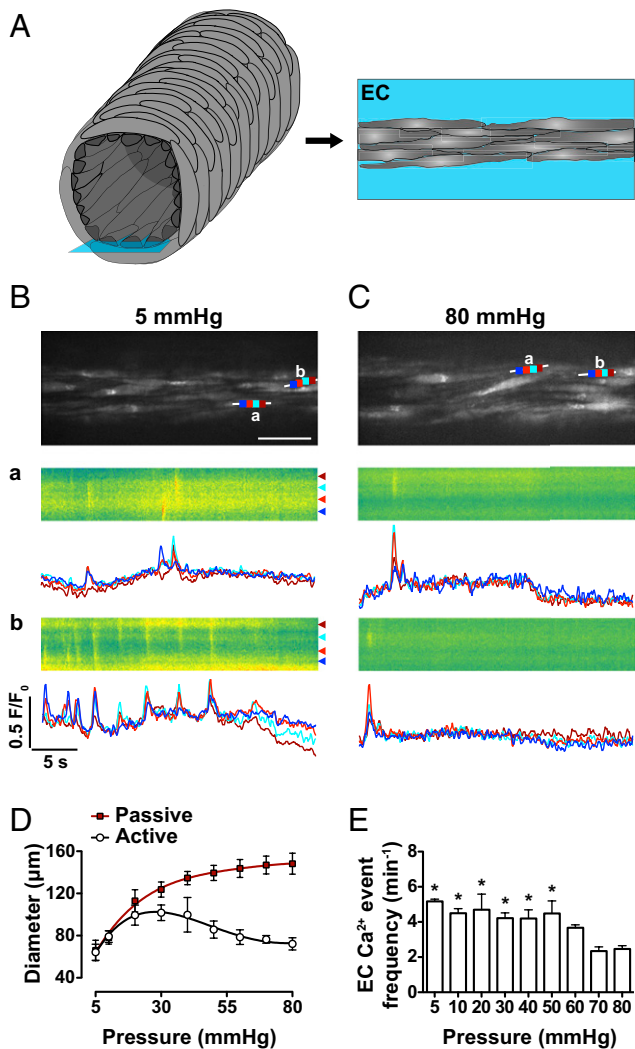 A
EC
B
5 mmHg
C
80 mmHg
b
a
a
b
a
b
0.5 F/F0
5 s
D
Passive
Active
Diameter (µm)
160
120
80
40
5
30
55
80
Pressure (mmHg)
E
EC Ca2+ event
frequency (min-1)
8
6
4
2
0
* * * * * *
5 10 20 30 40 50 60 70 80
Pressure (mmHg)